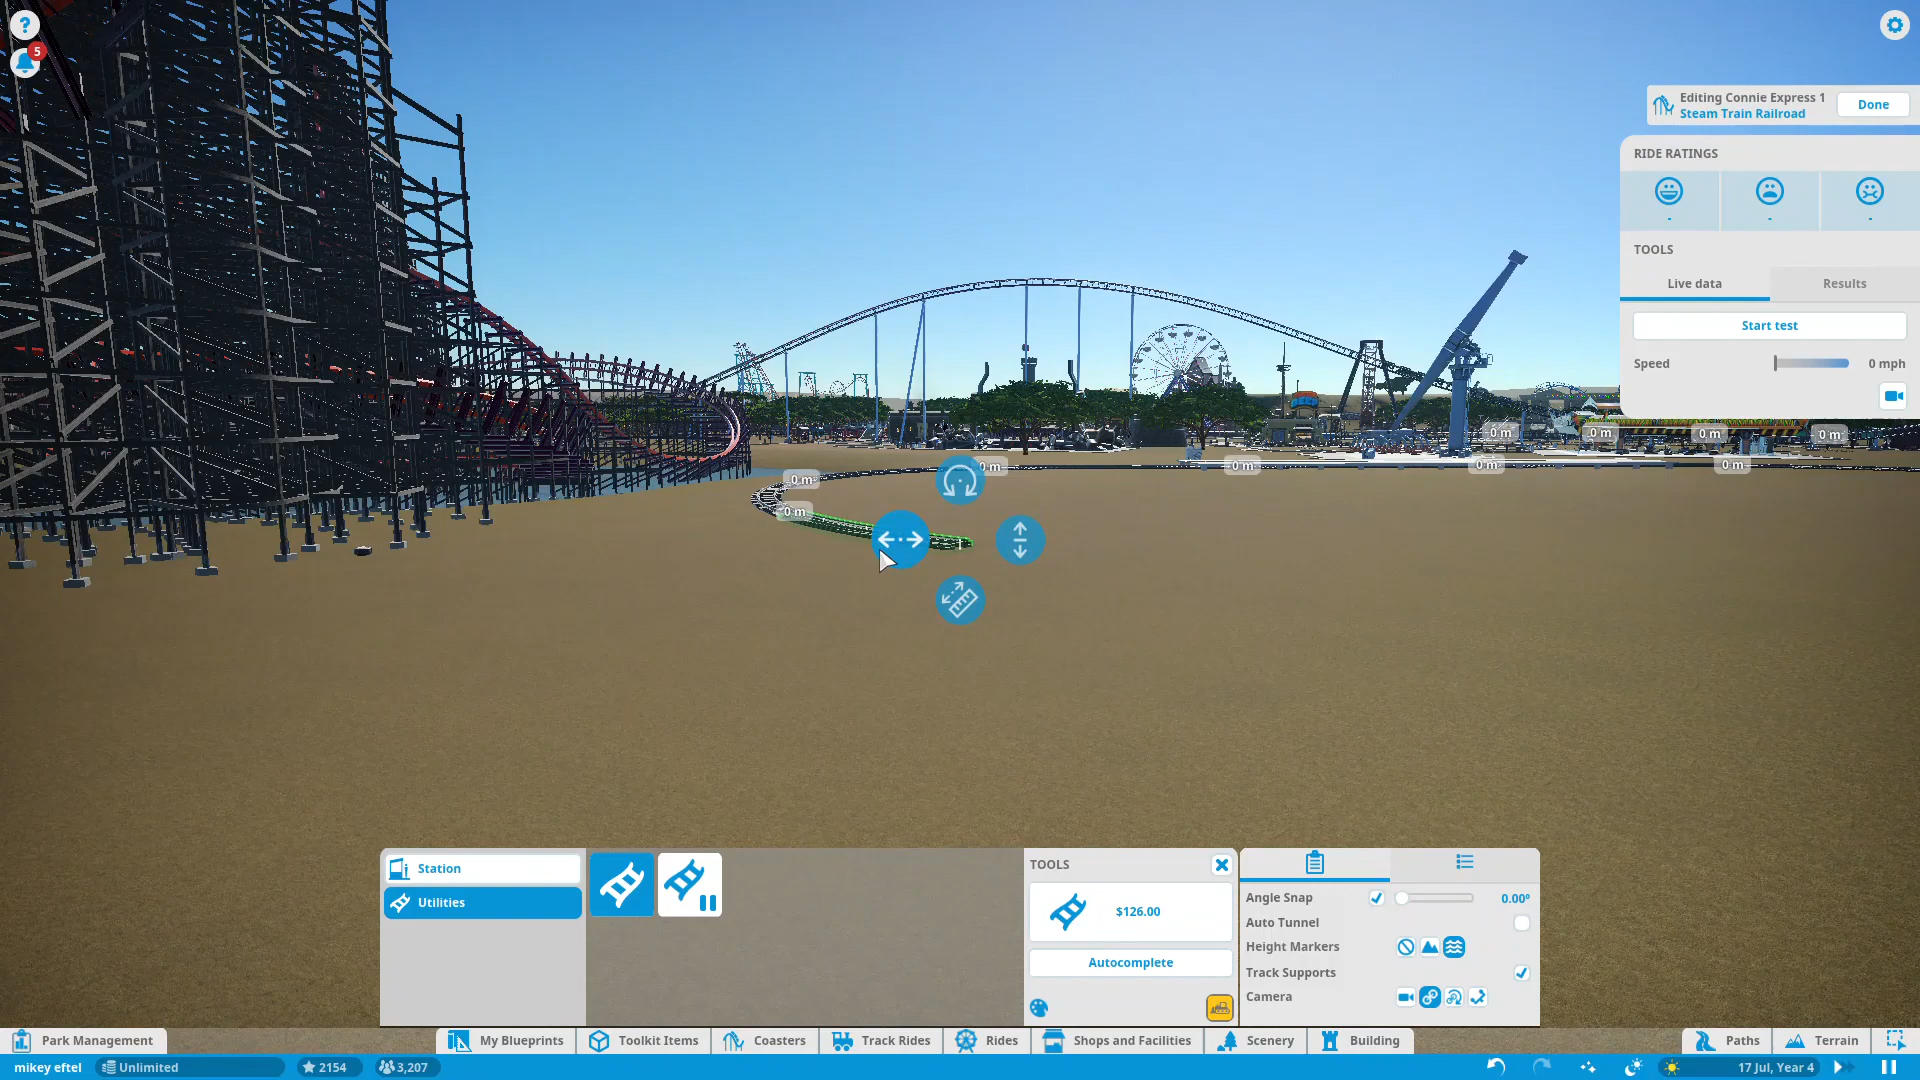 ?
5
Editing Connie Express 1
Steam Train Railroad
Done
RIDE RATINGS
-
-
-
TOOLS
Live data
Results
Start test
Speed
0 mph
0 m
0 m
0 m
0 m
0 m
0 m
0 m
0 m
0 m
0 m
Station
Utilities
TOOLS
$126.00
Autocomplete
Angle Snap
0.00°
Auto Tunnel
Height Markers
Track Supports
Camera
Park Management
My Blueprints
Toolkit Items
Coasters
Track Rides
Rides
Shops and Facilities
Scenery
Building
Paths
Terrain
mikey eftel
Unlimited
2154
3,207
17 Jul, Year 4